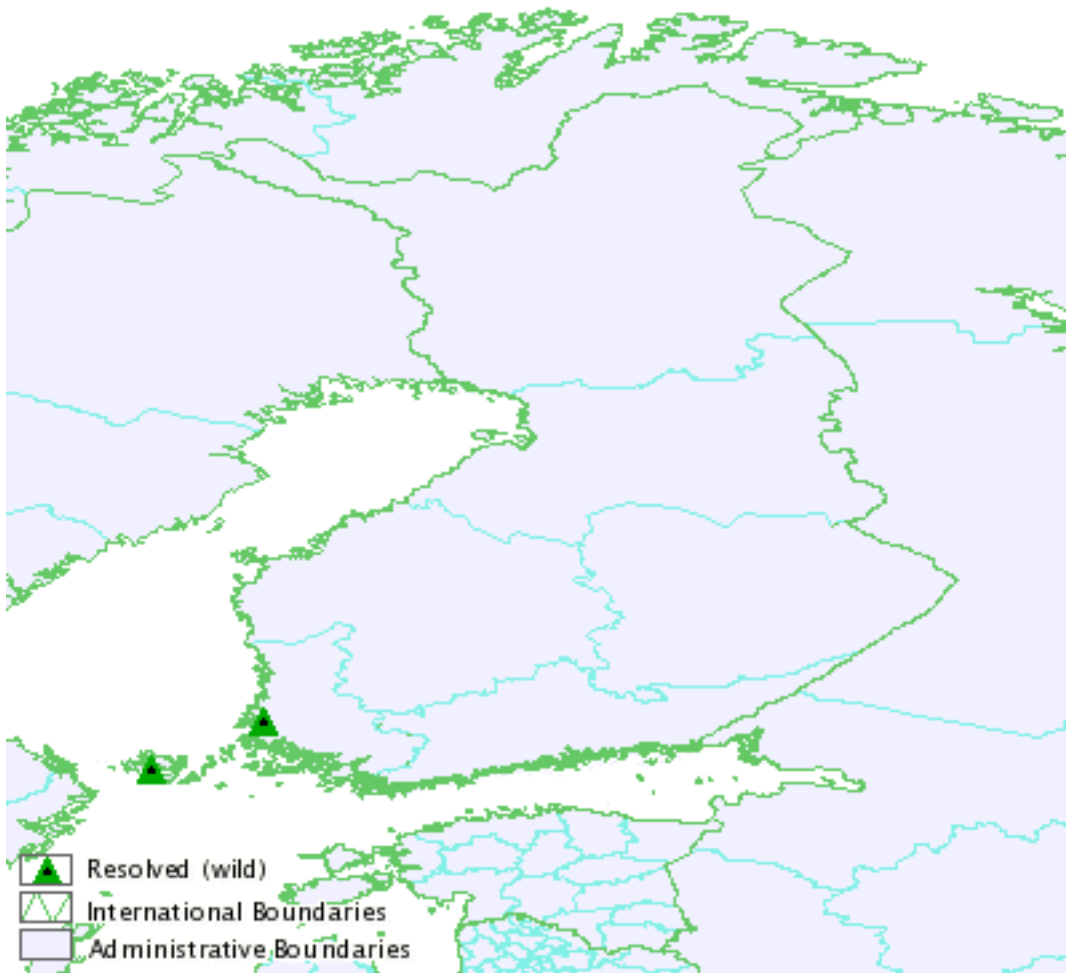 Resolved (wild)
International Boundaries
Administrative Boundaries